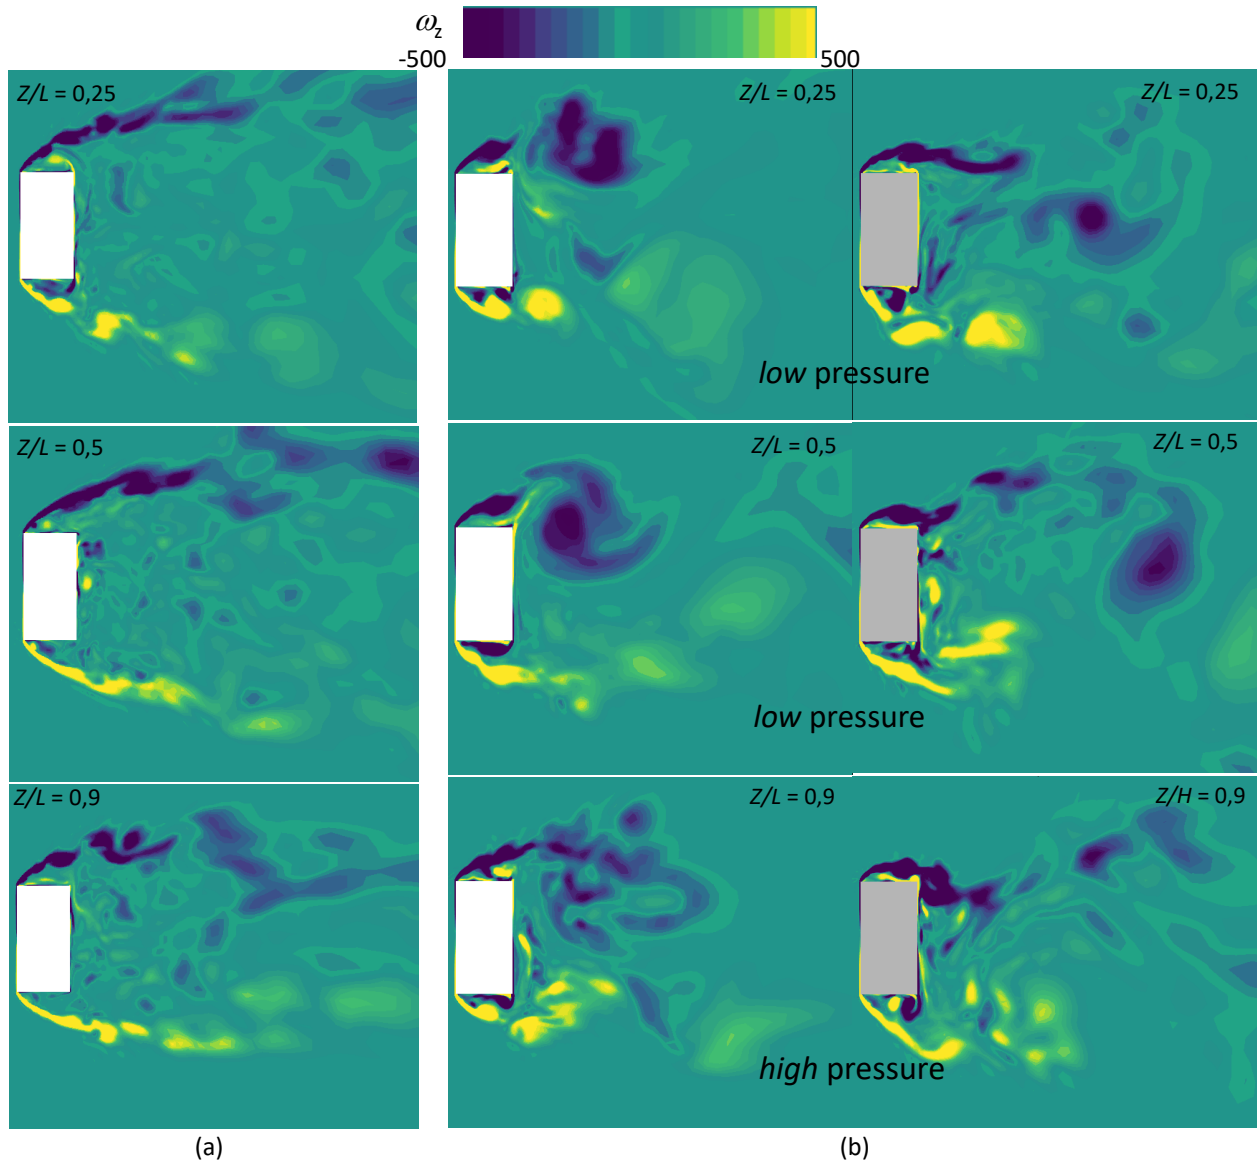 ωz
-500 500
Z/L = 0,25 Z/L = 0,25 Z/L = 0,25
low pressure
Z/L = 0,5 Z/L = 0,5 Z/L = 0,5
low pressure
Z/L = 0,9 Z/L = 0,9 Z/H = 0,9
high pressure
(a) (b)